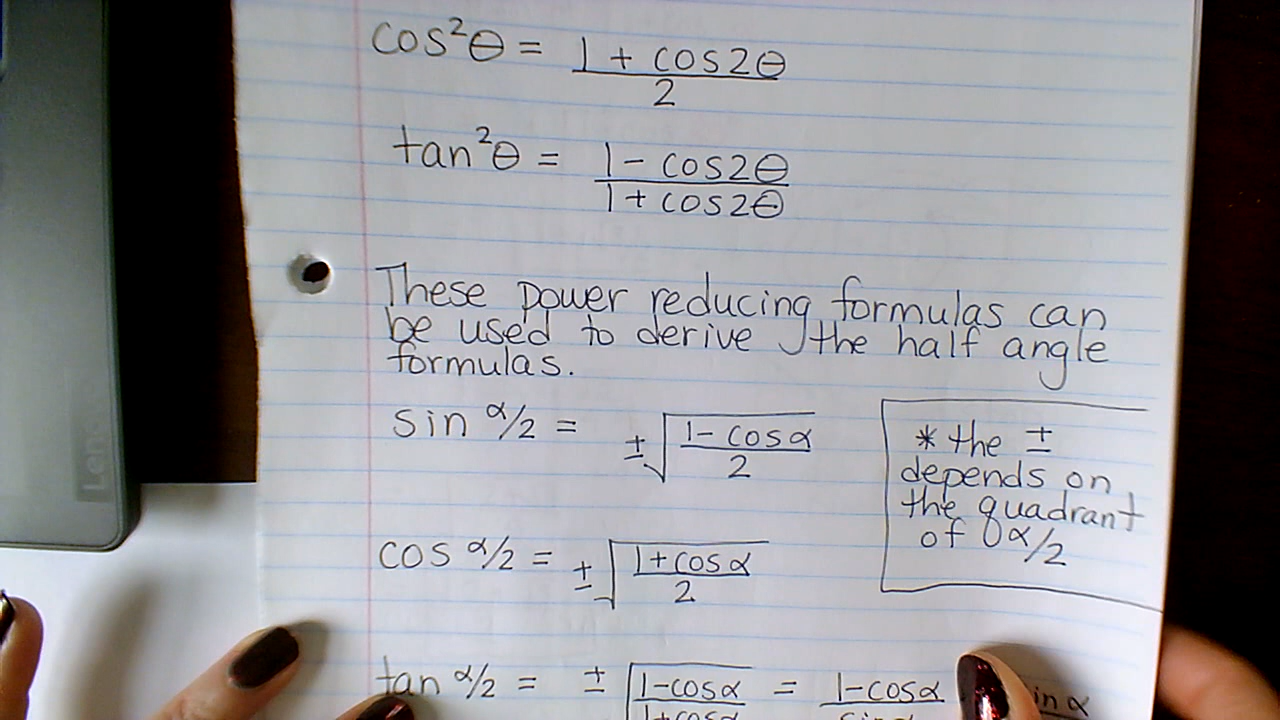 cos²θ = 1 + cos2θ
2
tan²θ = 1 - cos2θ
1 + cos2θ
These power reducing formulas can
be used to derive the half angle
formulas.
sin α/2 = ±√ 1 - cosα
2
* the ±
depends on
the quadrant
of α/2
cos α/2 = ±√ 1 + cosα
2
tan α/2 = ±√ 1-cosα = 1-cosα
1+cosα